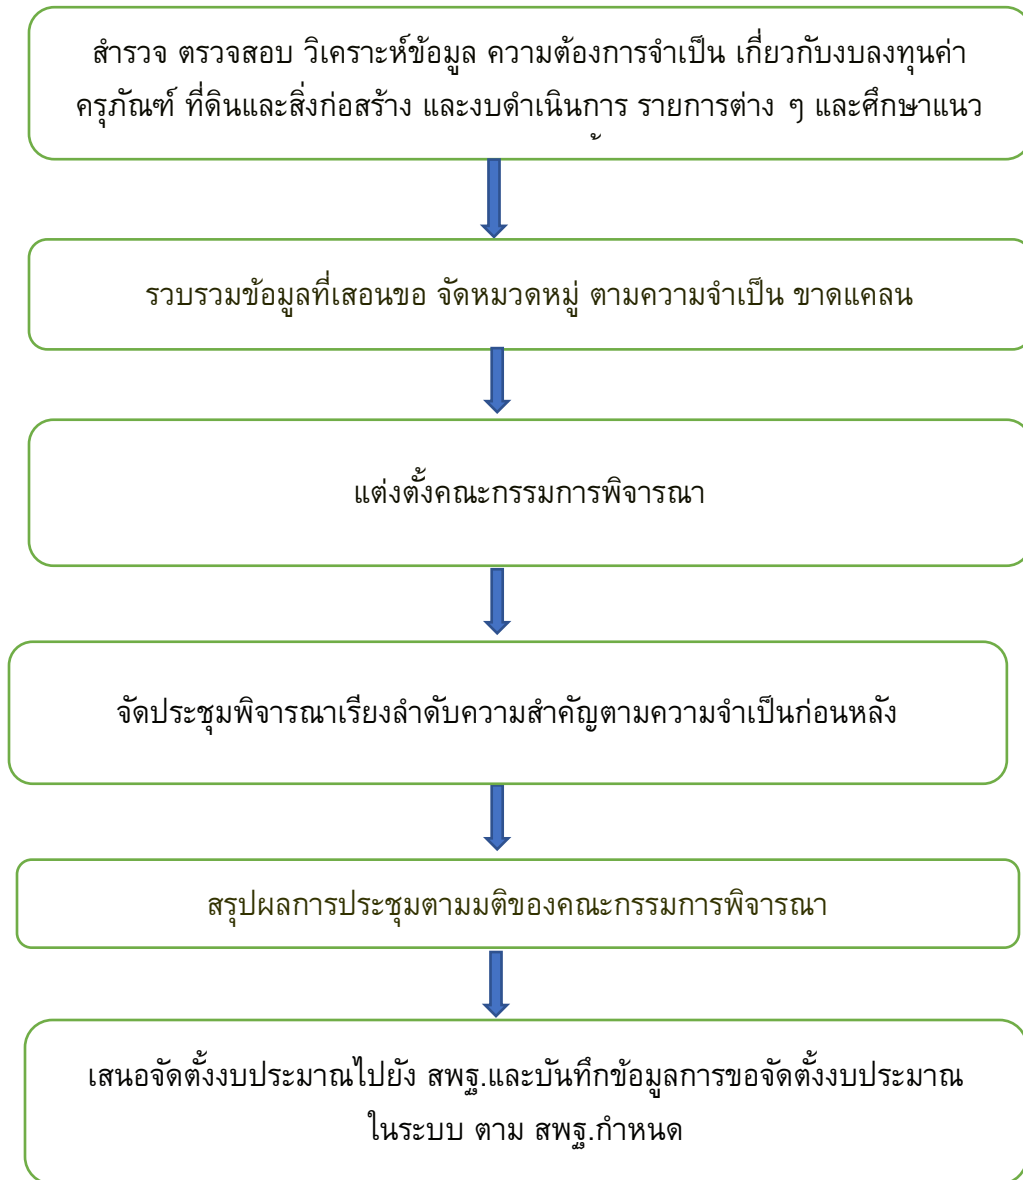 สำรวจ ตรวจสอบ วิเคราะห์ข้อมูล ความต้องการจำเป็น เกี่ยวกับงบลงทุนค่า
ครุภัณฑ์ ที่ดินและสิ่งก่อสร้าง และงบดำเนินการ รายการต่าง ๆ และศึกษาแนว
รวบรวมข้อมูลที่เสอนขอ จัดหมวดหมู่ ตามความจำเป็น ขาดแคลน
แต่งตั้งคณะกรรมการพิจารณา
จัดประชุมพิจารณาเรียงลำดับความสำคัญตามความจำเป็นก่อนหลัง
สรุปผลการประชุมตามมติของคณะกรรมการพิจารณา
เสนอจัดตั้งงบประมาณไปยัง สพฐ.และบันทึกข้อมูลการขอจัดตั้งงบประมาณ
ในระบบ ตาม สพฐ.กำหนด